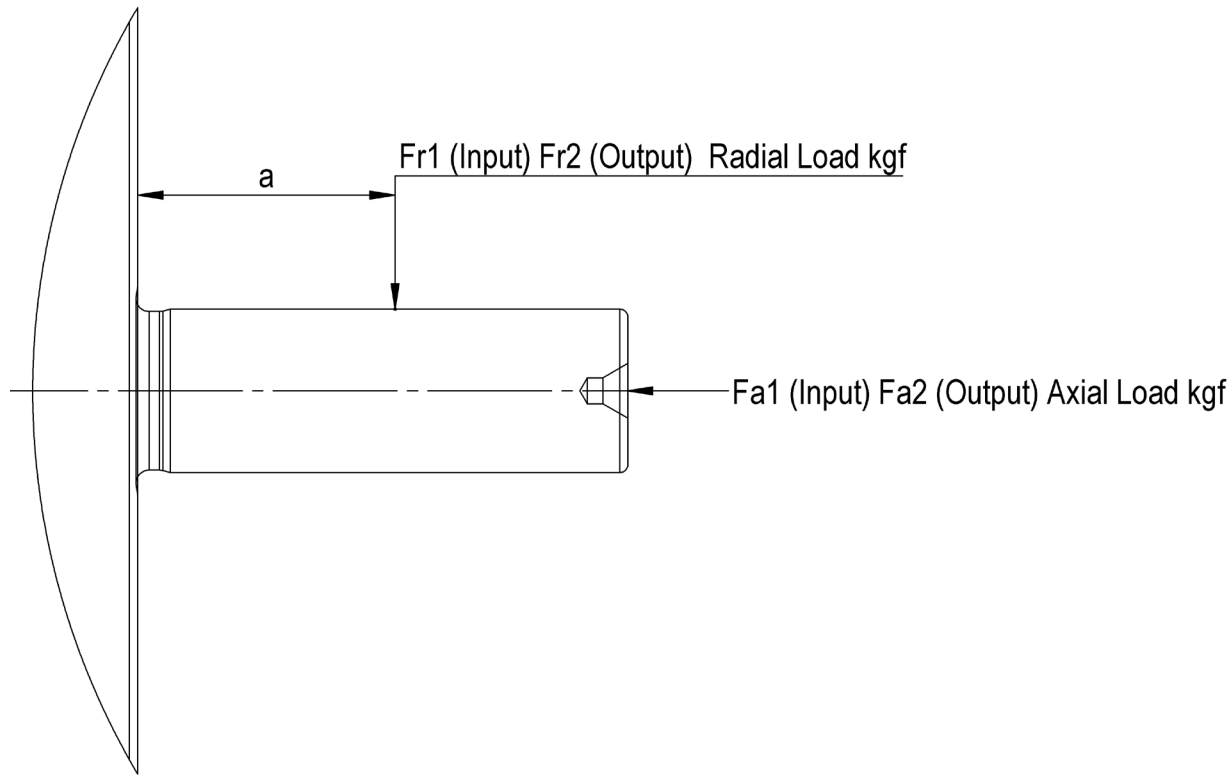 Fr1 (Input) Fr2 (Output) Radial Load kgf
a
Fa1 (Input) Fa2 (Output) Axial Load kgf